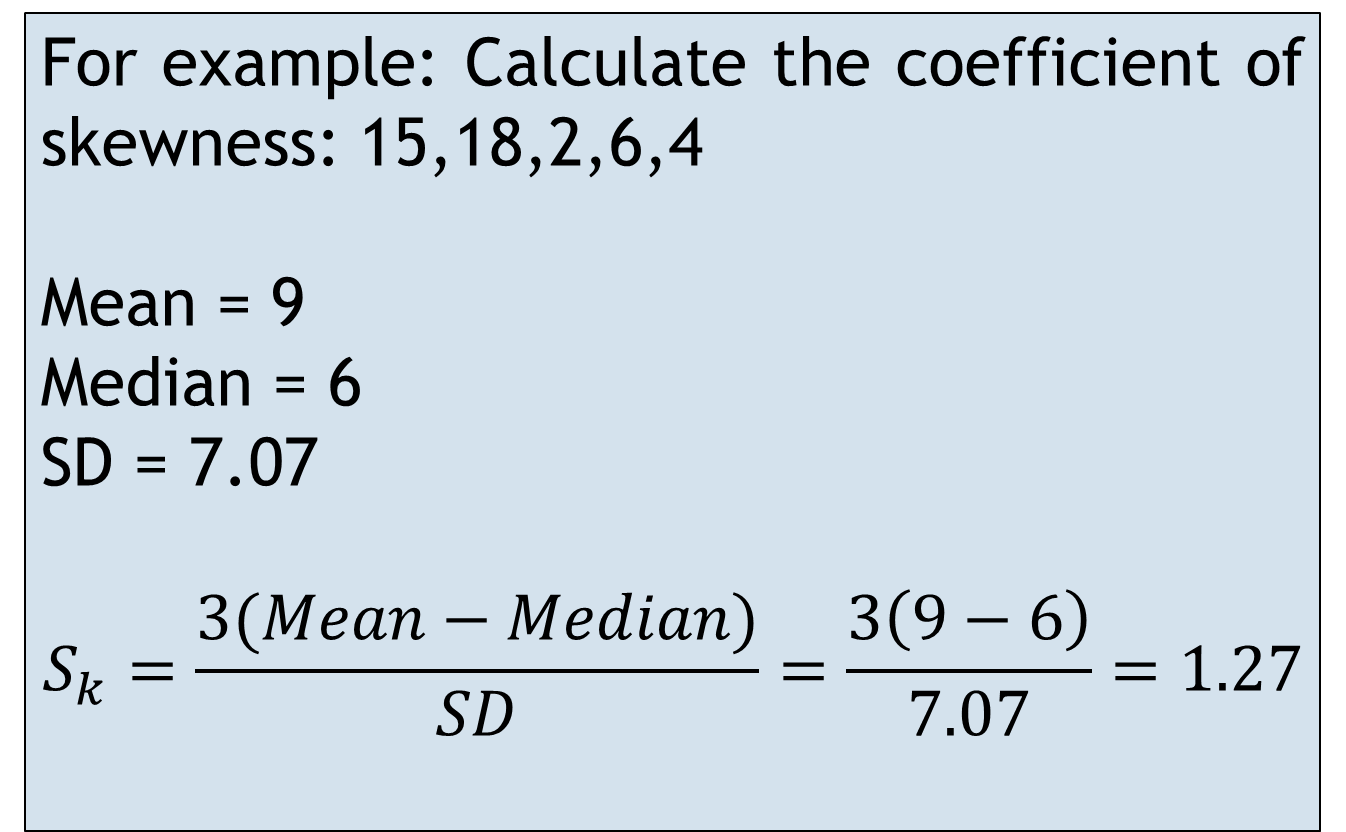 For example: Calculate the coefficient of
skewness: 15,18,2,6,4
Mean = 9
Median = 6
SD = 7.07
S_k = 3(Mean − Median)/SD = 3(9 − 6)/7.07 = 1.27